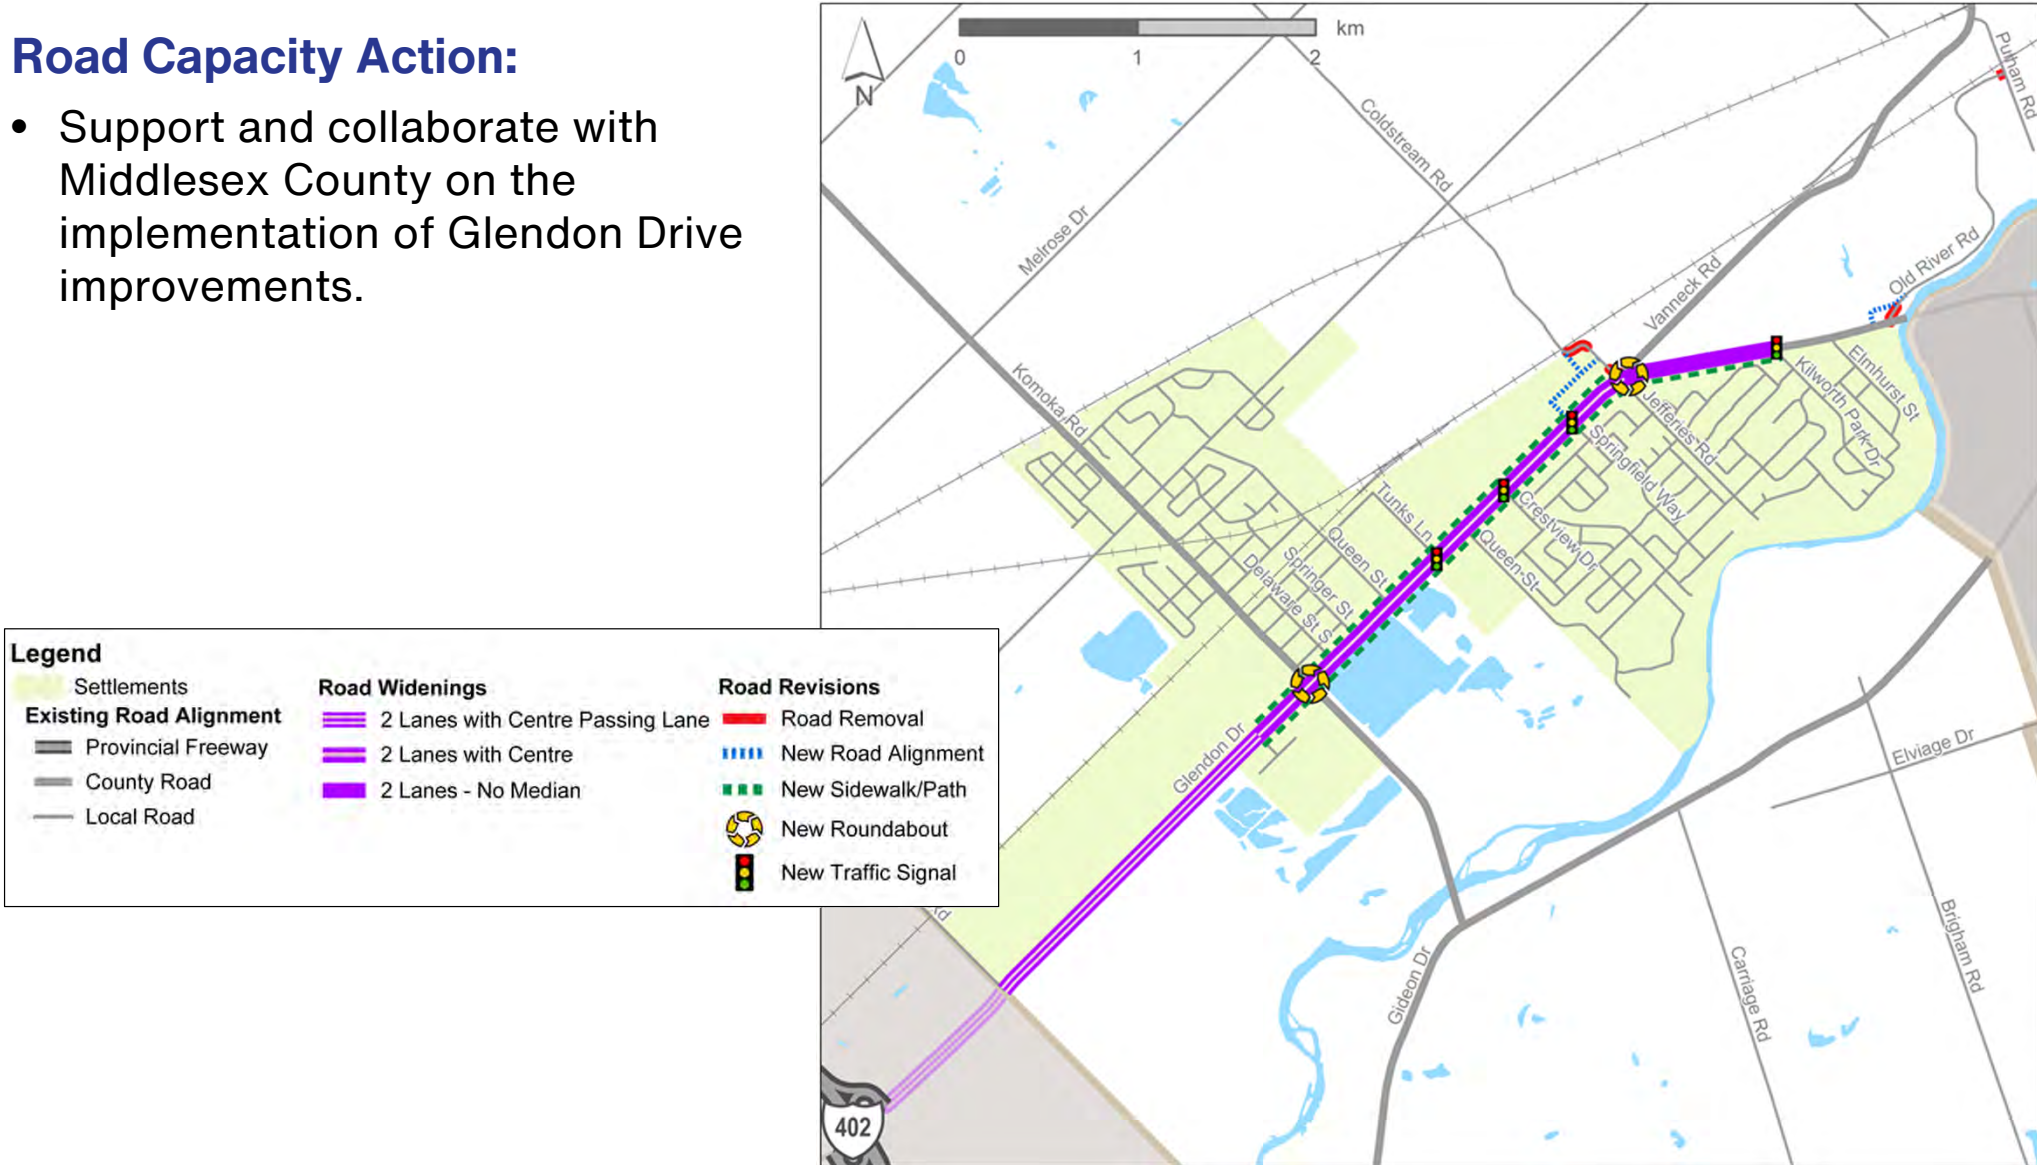 Road Capacity Action:
• Support and collaborate with
Middlesex County on the
implementation of Glendon Drive
improvements.
N
0 1 2 km
Pulham Rd
Coldstream Rd
Melrose Dr
Vanneck Rd
Old River Rd
Komoka Rd
Elmhurst St
Kilworth Park Dr
Jefferies Rd
Springfield Way
Crestview Dr
Tunks Ln
Queen St
Queen St
Springer St
Delaware St S
Glendon Dr
Elviage Dr
Gideon Dr
Carriage Rd
Brigham Rd
Rd
402
Legend
Settlements
Existing Road Alignment
Provincial Freeway
County Road
Local Road
Road Widenings
2 Lanes with Centre Passing Lane
2 Lanes with Centre
2 Lanes - No Median
Road Revisions
Road Removal
New Road Alignment
New Sidewalk/Path
New Roundabout
New Traffic Signal